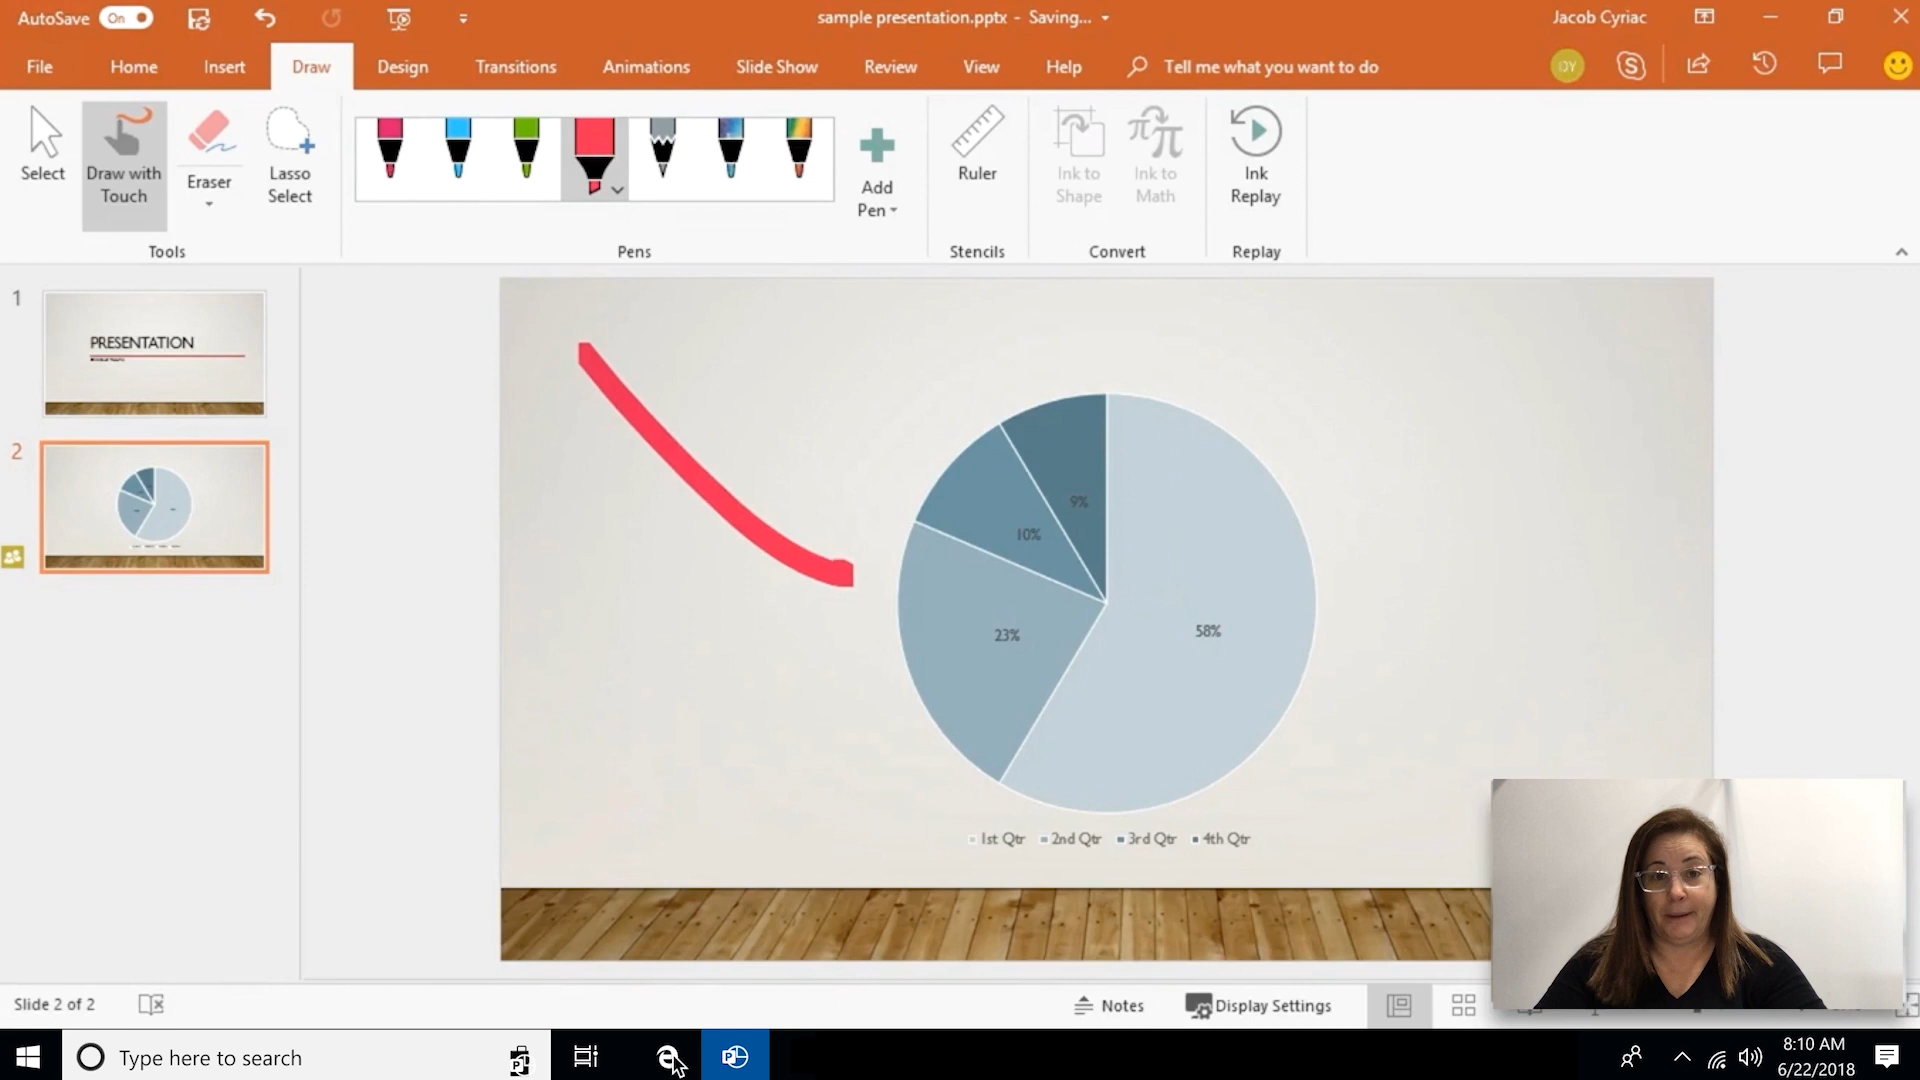 AutoSave On sample presentation.pptx - Saving... Jacob Cyriac
File Home Insert Draw Design Transitions Animations Slide Show Review View Help Tell me what you want to do
Select
Draw with
Touch
Eraser
Lasso
Select
Add
Pen
Ruler
Ink to
Shape
Ink to
Math
Ink
Replay
Tools Pens Stencils Convert Replay
1
PRESENTATION
2
9%
10%
23%
58%
1st Qtr 2nd Qtr 3rd Qtr 4th Qtr
Slide 2 of 2 Notes Display Settings
Type here to search
8:10 AM
6/22/2018